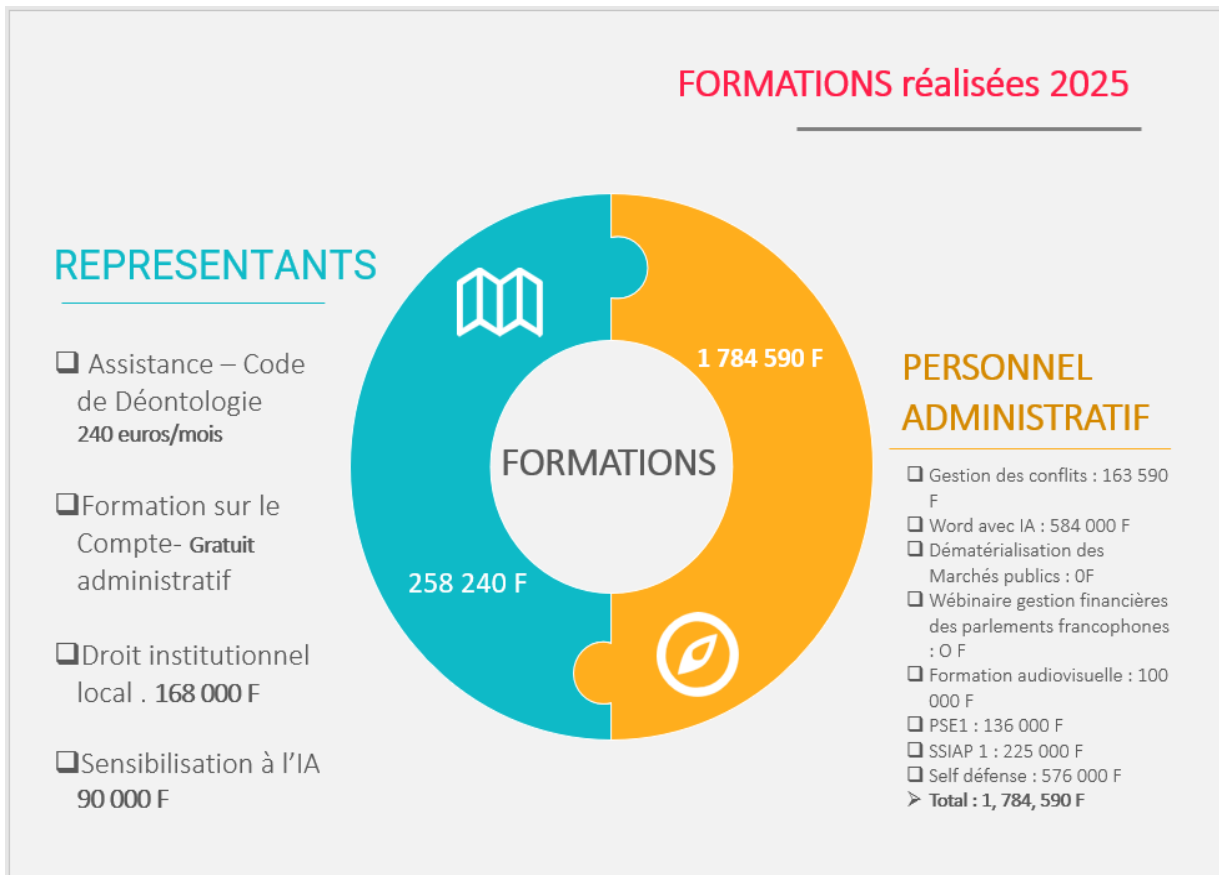 FORMATIONS réalisées 2025
REPRESENTANTS
❑ Assistance – Code
de Déontologie
240 euros/mois
❑Formation sur le
Compte- Gratuit
administratif
❑Droit institutionnel
local . 168 000 F
❑Sensibilisation à l’IA
90 000 F
1 784 590 F
FORMATIONS
258 240 F
PERSONNEL
ADMINISTRATIF
❑ Gestion des conflits : 163 590
F
❑ Word avec IA : 584 000 F
❑ Dématérialisation des
Marchés publics : 0F
❑ Wébinaire gestion financières
des parlements francophones
: O F
❑ Formation audiovisuelle : 100
000 F
❑ PSE1 : 136 000 F
❑ SSIAP 1 : 225 000 F
❑ Self défense : 576 000 F
➢ Total : 1, 784, 590 F